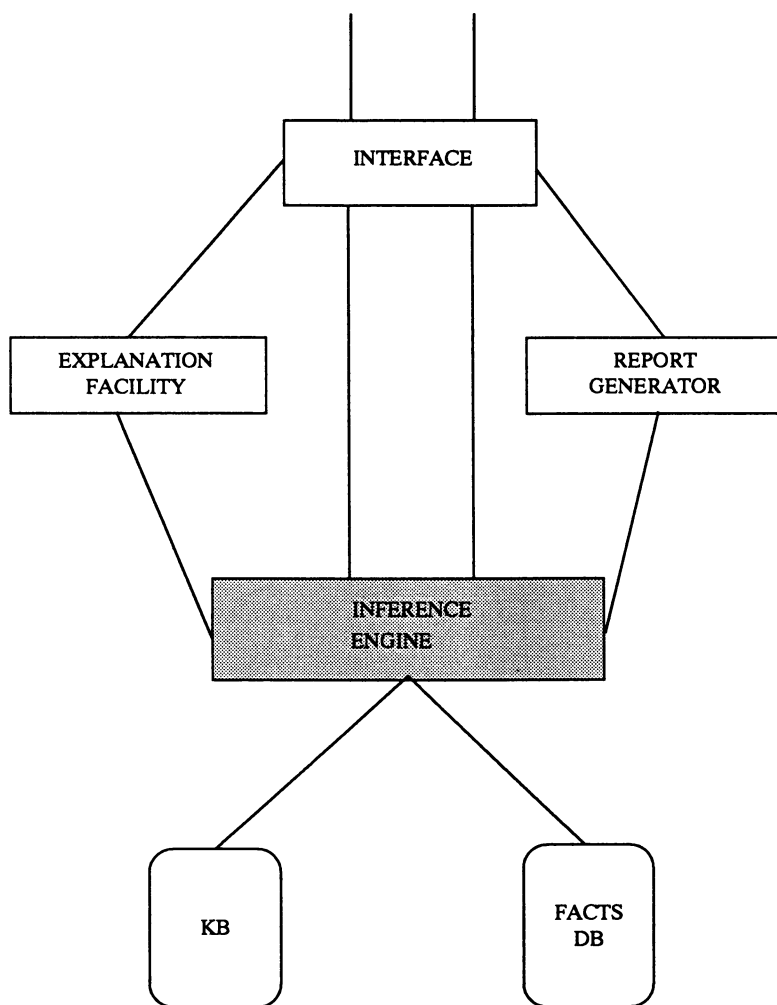 INTERFACE
EXPLANATION
FACILITY
REPORT
GENERATOR
INFERENCE
ENGINE
KB
FACTS
DB